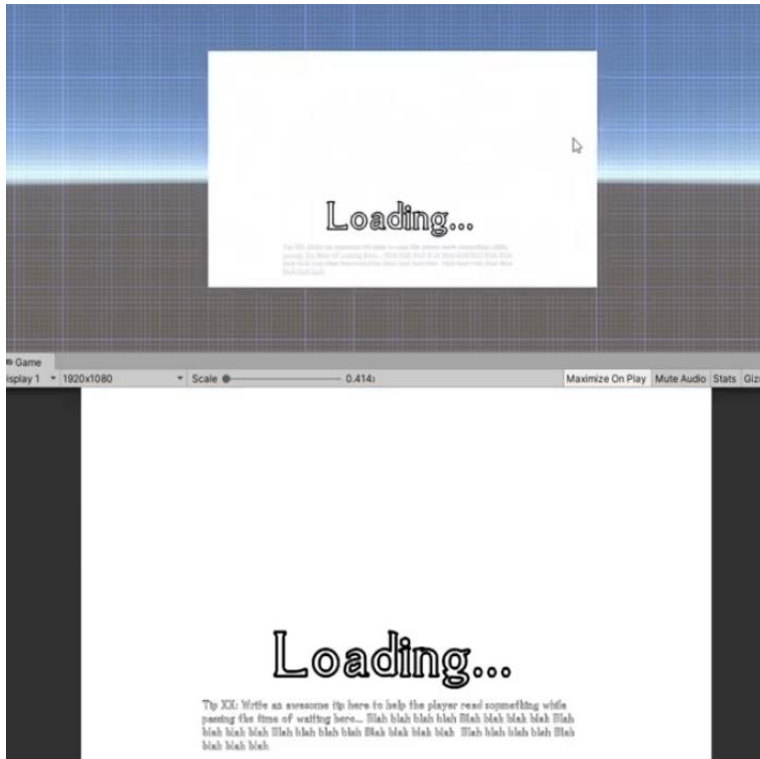 Loading...
Game
isplay 1 1920x1080 Scale 0.414x Maximize On Play Mute Audio Stats Giz
Loading...
Tip XX: Write an awesome tip here to help the player read sopmething while
passing the time of waiting here... Blah blah blah blah Blah blah blah blah Blah
blah blah blah Blah blah blah blah Blah blah blah blah Blah blah blah blah Blah
blah blah blah